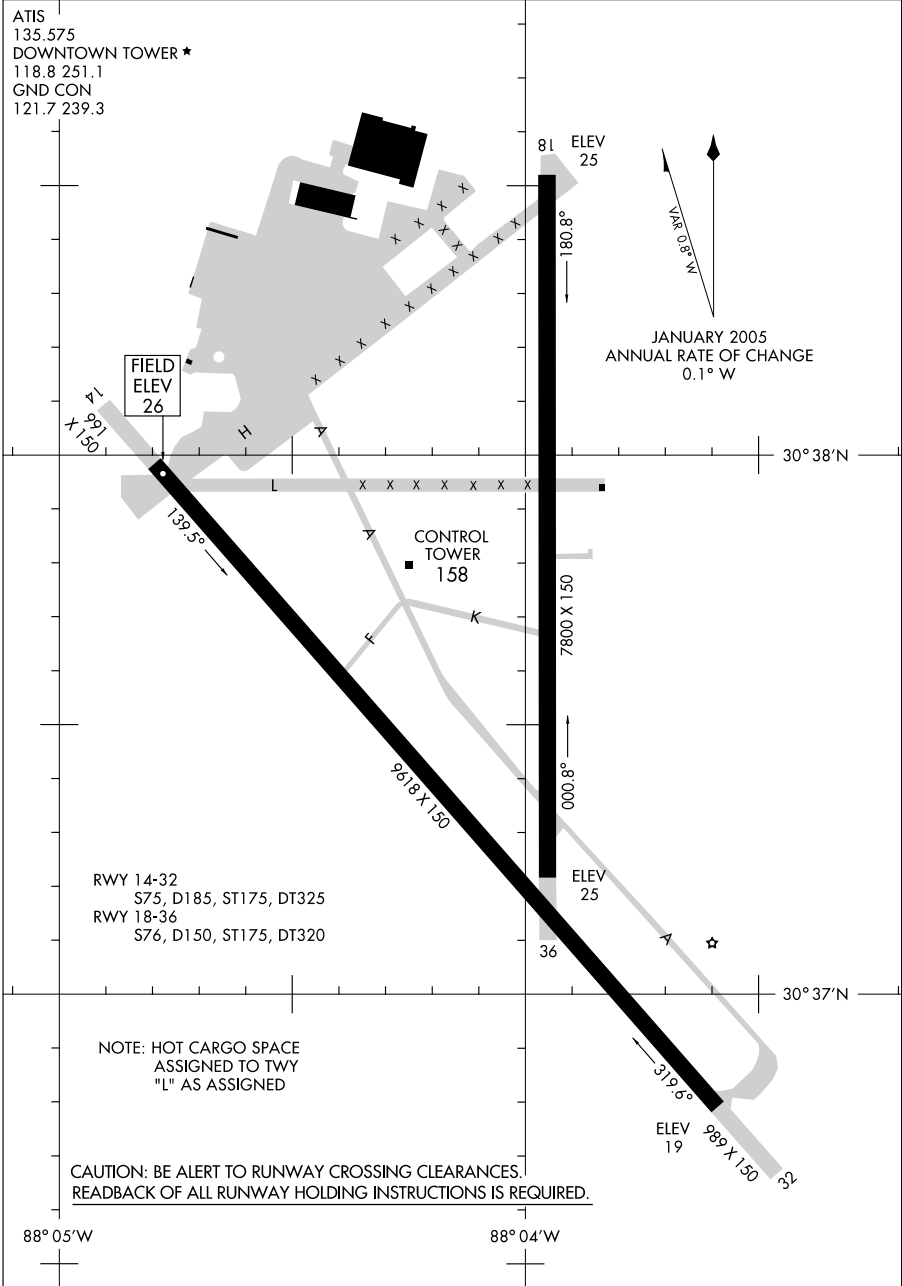 ATIS
135.575
DOWNTOWN TOWER ★
118.8 251.1
GND CON
121.7 239.3
18
ELEV
25
180.8°
VAR 0.8° W
JANUARY 2005
ANNUAL RATE OF CHANGE
0.1° W
X X X X X X X X X X X X X X X X X
FIELD
ELEV
26
14
991
X 150
H
A
30° 38'N
L
X X X X X X X
139.5°
A
CONTROL
TOWER
158
7800 X 150
F
K
9618 X 150
000.8°
RWY 14-32
S75, D185, ST175, DT325
RWY 18-36
S76, D150, ST175, DT320
ELEV
25
A
36
30° 37'N
NOTE: HOT CARGO SPACE
ASSIGNED TO TWY
"L" AS ASSIGNED
319.6°
ELEV
19
989 X 150
32
CAUTION: BE ALERT TO RUNWAY CROSSING CLEARANCES.
READBACK OF ALL RUNWAY HOLDING INSTRUCTIONS IS REQUIRED.
88° 05'W
88° 04'W